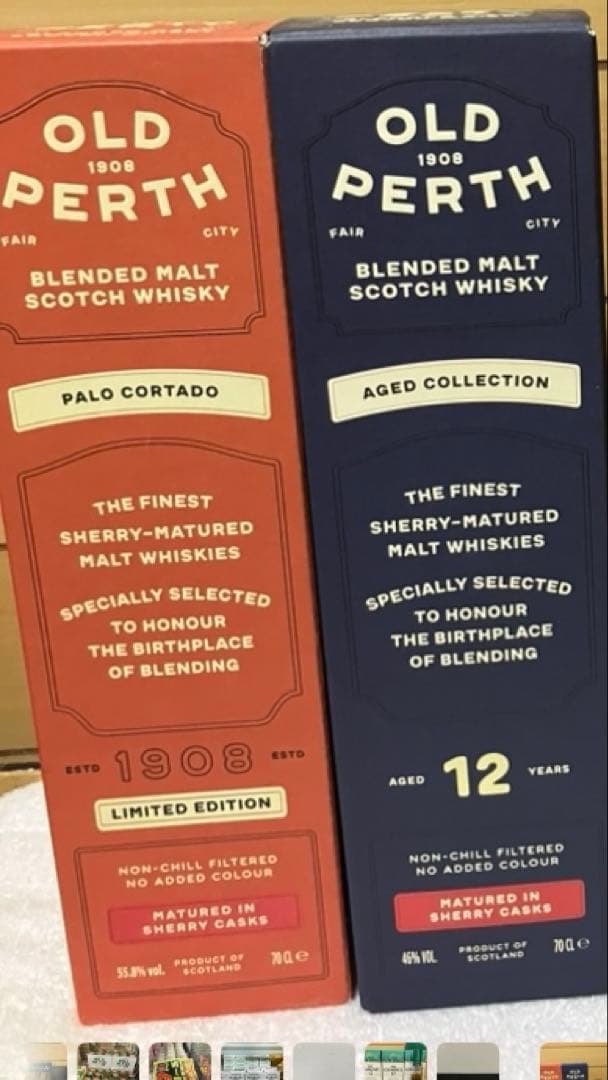 OLD
1908
PERTH
FAIR CITY
BLENDED MALT
SCOTCH WHISKY
PALO CORTADO
THE FINEST
SHERRY-MATURED
MALT WHISKIES
SPECIALLY SELECTED
TO HONOUR
THE BIRTHPLACE
OF BLENDING
ESTD 1908 ESTD
LIMITED EDITION
NON-CHILL FILTERED
NO ADDED COLOUR
MATURED IN
SHERRY CASKS
55.8% vol. PRODUCT OF SCOTLAND 70 CL e
OLD
1908
PERTH
FAIR CITY
BLENDED MALT
SCOTCH WHISKY
AGED COLLECTION
THE FINEST
SHERRY-MATURED
MALT WHISKIES
SPECIALLY SELECTED
TO HONOUR
THE BIRTHPLACE
OF BLENDING
AGED 12 YEARS
NON-CHILL FILTERED
NO ADDED COLOUR
MATURED IN
SHERRY CASKS
46% VOL. PRODUCT OF SCOTLAND 70 CL e